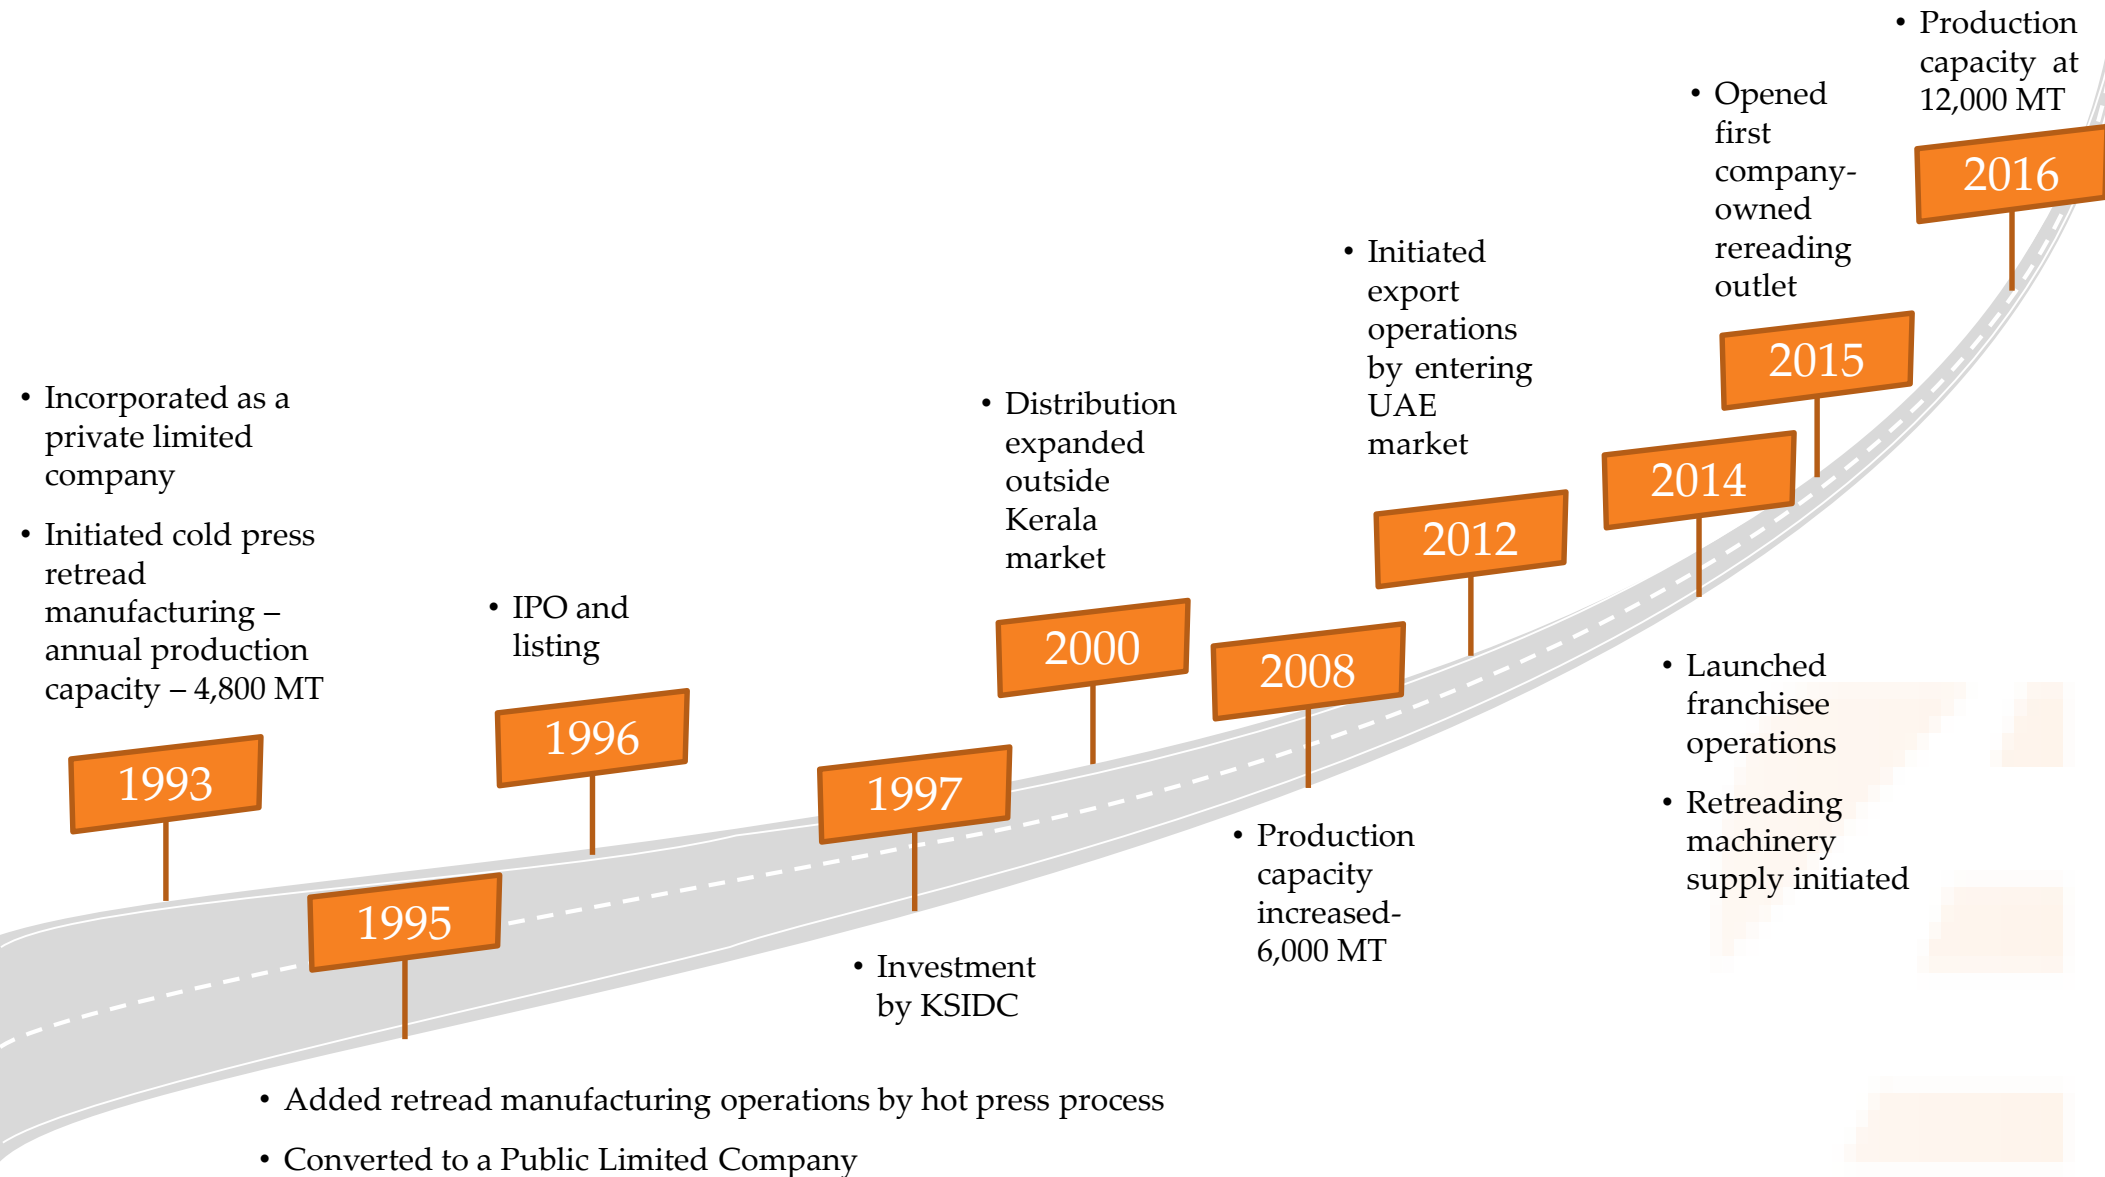 • Incorporated as a
private limited
company
• Initiated cold press
retread
manufacturing –
annual production
capacity – 4,800 MT
1993
1995
• Added retread manufacturing operations by hot press process
• Converted to a Public Limited Company
• IPO and
listing
1996
1997
• Investment
by KSIDC
• Distribution
expanded
outside
Kerala
market
2000
2008
• Production
capacity
increased-
6,000 MT
• Initiated
export
operations
by entering
UAE
market
2012
2014
• Launched
franchisee
operations
• Retreading
machinery
supply initiated
• Opened
first
company-
owned
rereading
outlet
2015
• Production
capacity at
12,000 MT
2016